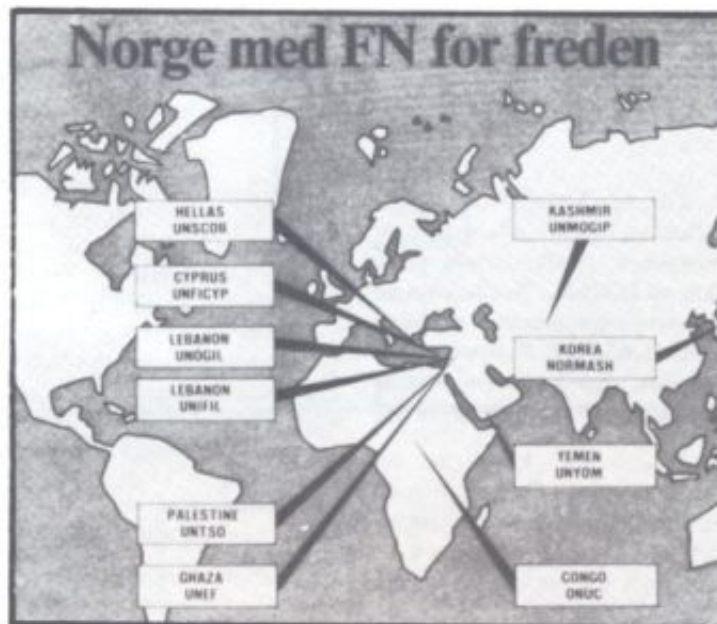 Norge med FN for freden
HELLAS
UNSCOB
KASHMIR
UNMOGIP
CYPRUS
UNFICYP
LEBANON
UNOGIL
KOREA
NORMASH
LEBANON
UNIFIL
YEMEN
UNYOM
PALESTINE
UNTSO
GHAZA
UNEF
CONGO
ONUC